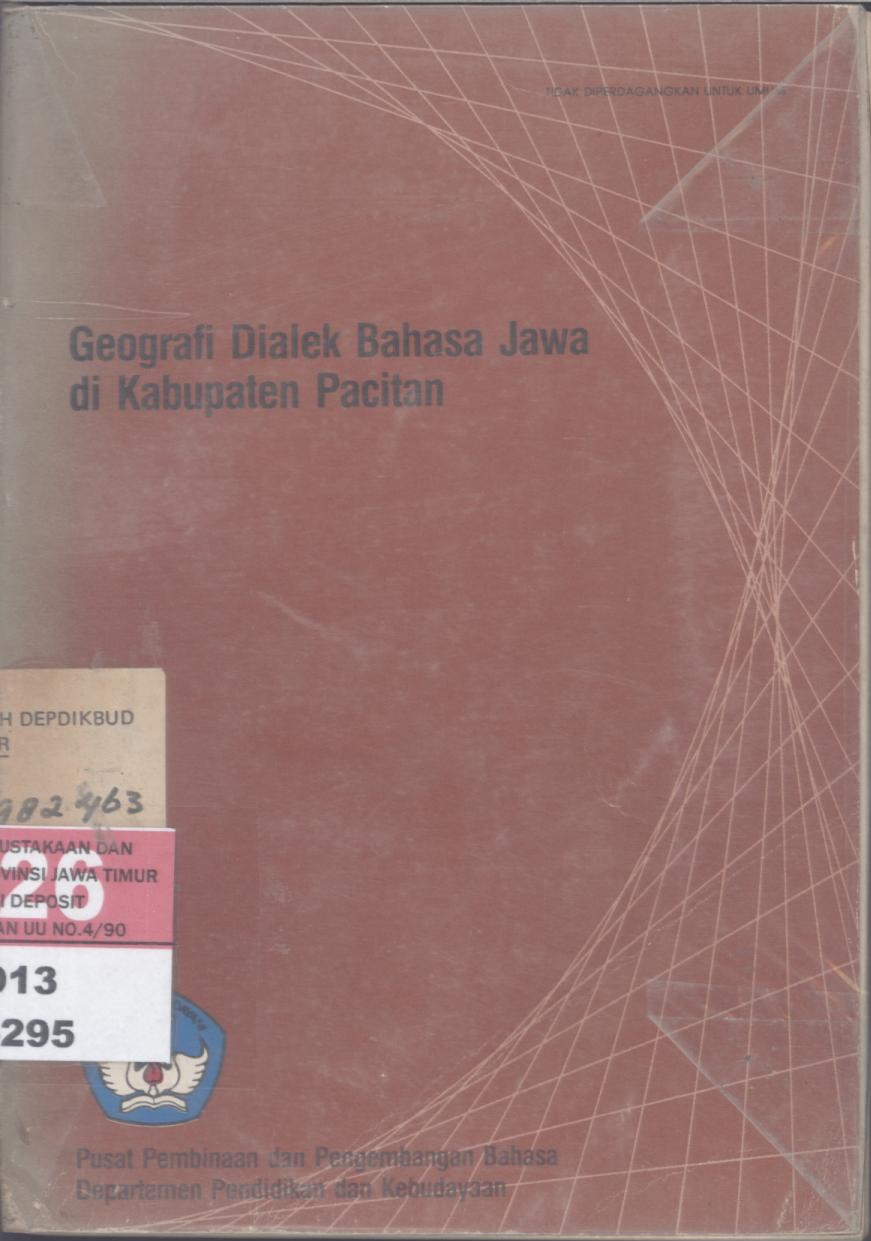 TIDAK DIPERDAGANGKAN UNTUK UMUM
Geografi Dialek Bahasa Jawa
di Kabupaten Pacitan
H DEPDIKBUD
R
982 463
USTAKAAN DAN
VINSI JAWA TIMUR
I DEPOSIT
AN UU NO.4/90
26
013
295
Pusat Pembinaan dan Pengembangan Bahasa
Departemen Pendidikan dan Kebudayaan